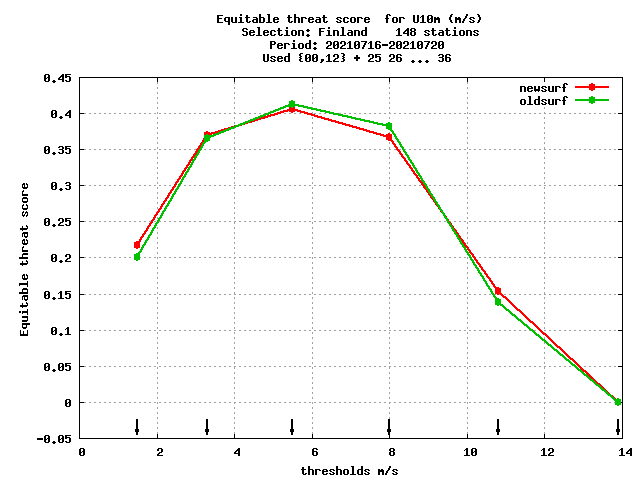 Equitable threat score  for U10m (m/s)
Selection: Finland    148 stations
Period: 20210716-20210720
Used {00,12} + 25 26 ... 36
newsurf
oldsurf
Equitable threat score
0.45
0.4
0.35
0.3
0.25
0.2
0.15
0.1
0.05
0
-0.05
0 2 4 6 8 10 12 14
thresholds m/s